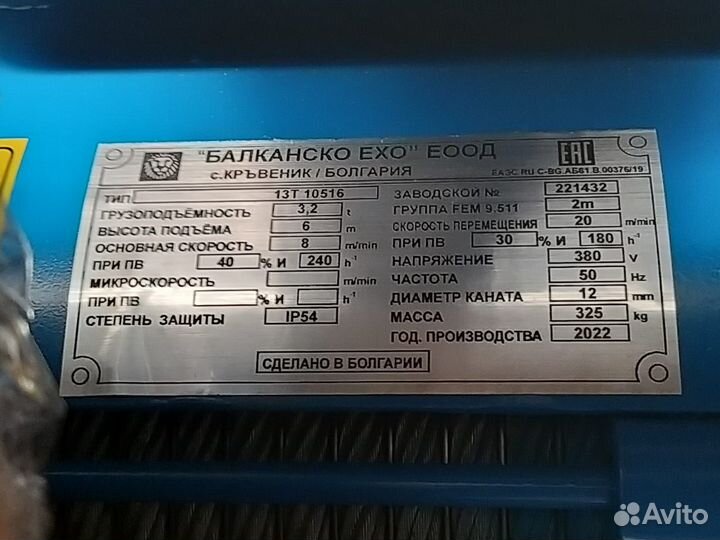 "БАЛКАНСКО ЕХО" ЕООД
с.КРЪВЕНИК / БОЛГАРИЯ
EAC
ЕАЭС RU C-BG.АБ61.В.00376/19
ТИП 13Т 10516
ГРУЗОПОДЪЁМНОСТЬ 3,2 t
ВЫСОТА ПОДЪЁМА 6 m
ОСНОВНАЯ СКОРОСТЬ 8 m/min
ПРИ ПВ 40 % И 240 h⁻¹
МИКРОСКОРОСТЬ m/min
ПРИ ПВ % И h⁻¹
СТЕПЕНЬ ЗАЩИТЫ IP54
ЗАВОДСКОЙ № 221432
ГРУППА FEM 9.511 2m
СКОРОСТЬ ПЕРЕМЕЩЕНИЯ 20 m/min
ПРИ ПВ 30 % И 180 h⁻¹
НАПРЯЖЕНИЕ 380 V
ЧАСТОТА 50 Hz
ДИАМЕТР КАНАТА 12 mm
МАССА 325 kg
ГОД. ПРОИЗВОДСТВА 2022
СДЕЛАНО В БОЛГАРИИ
Avito